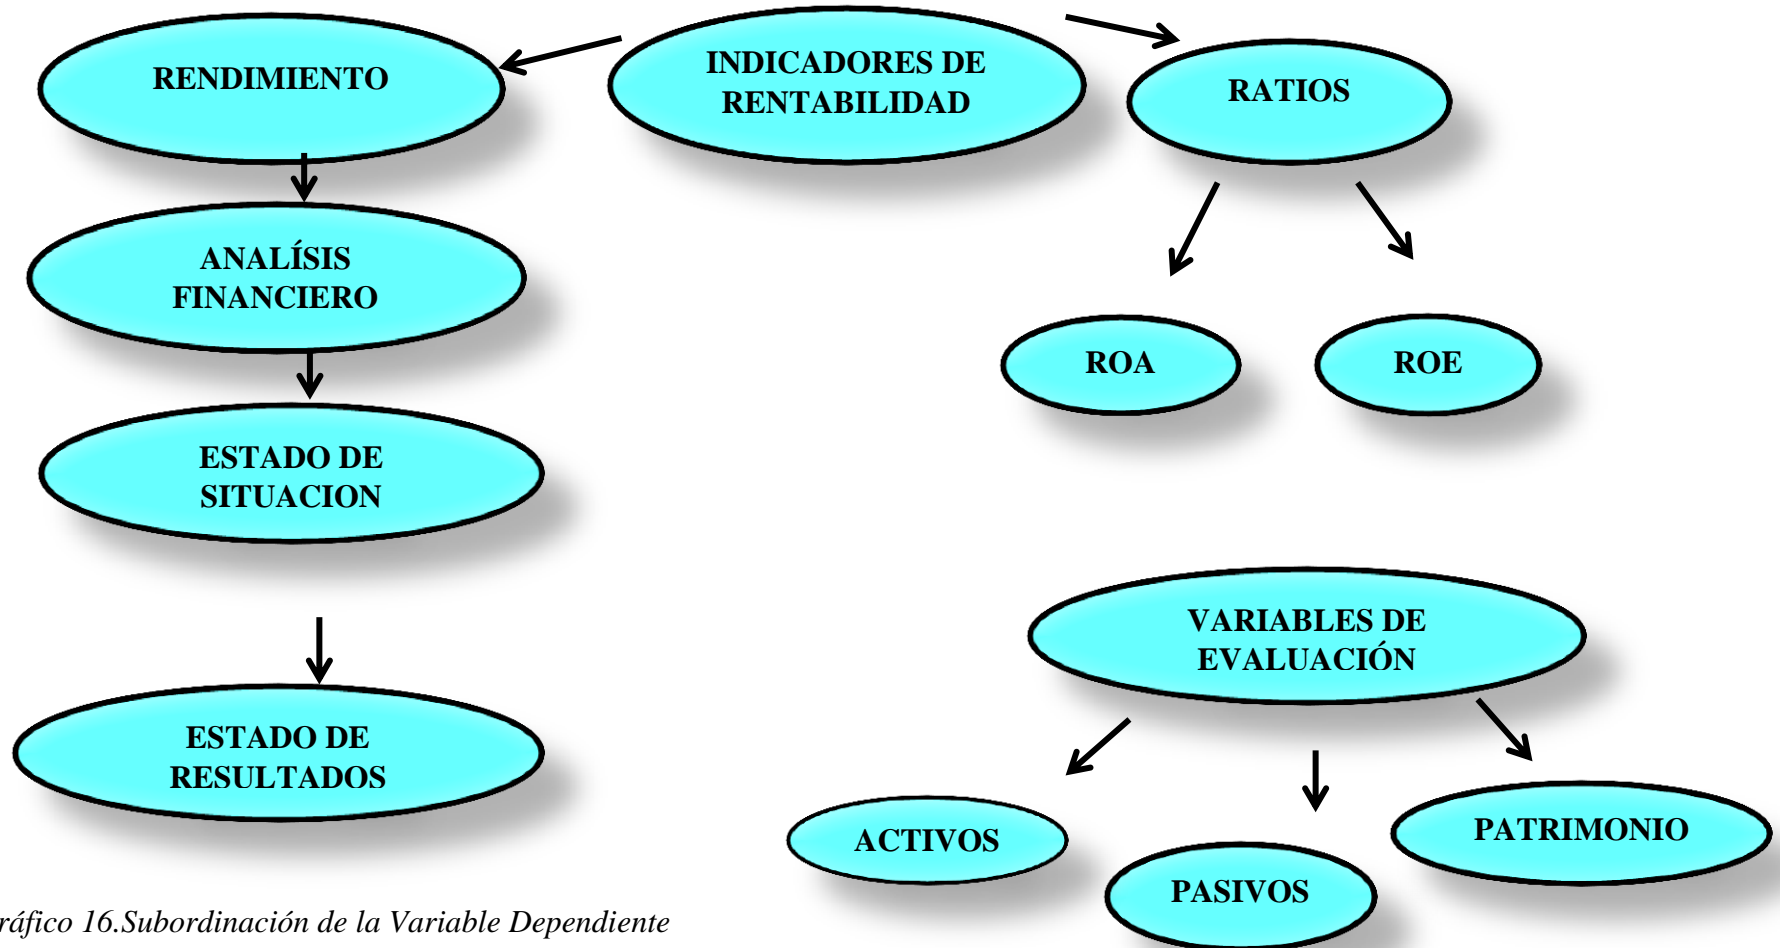 RENDIMIENTO
INDICADORES DE
RENTABILIDAD
RATIOS
ANALÍSIS
FINANCIERO
ROA
ROE
ESTADO DE
SITUACION
VARIABLES DE
EVALUACIÓN
ESTADO DE
RESULTADOS
ACTIVOS
PASIVOS
PATRIMONIO
ráfico 16.Subordinación de la Variable Dependiente